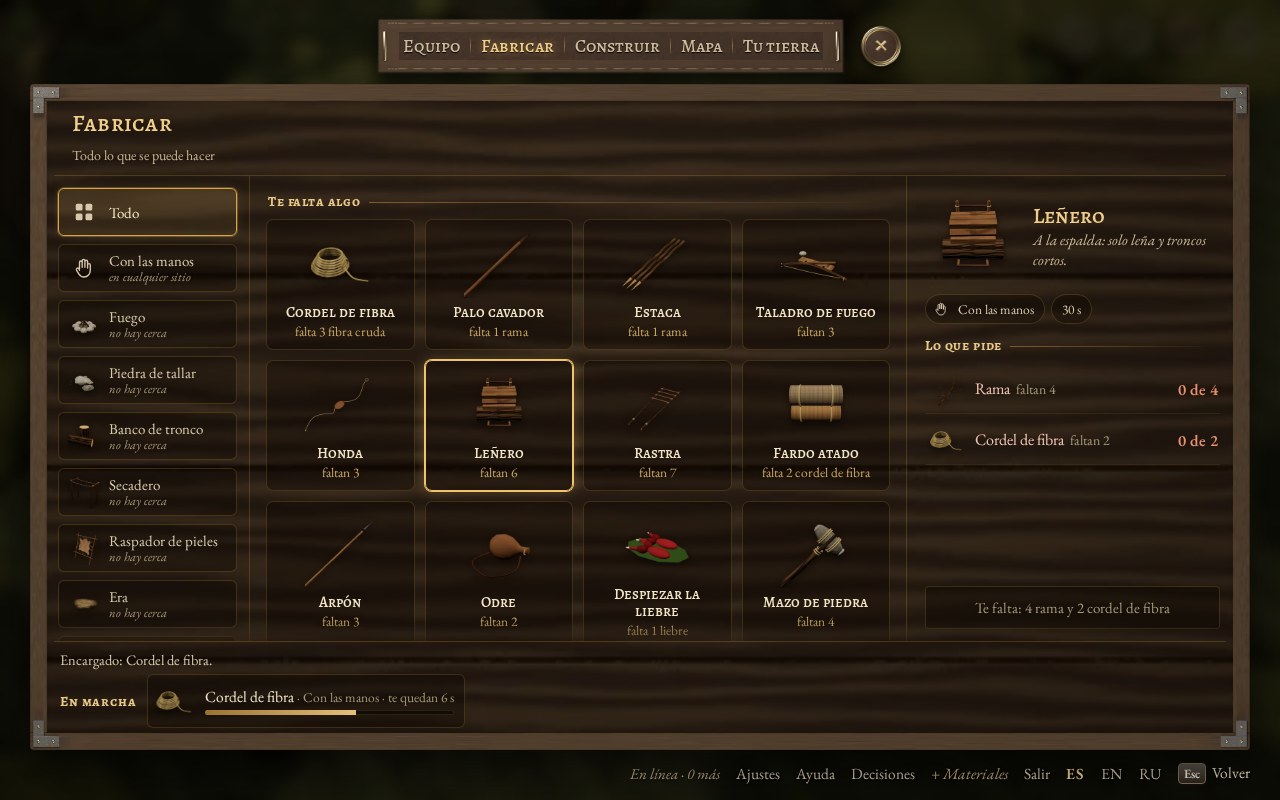 Equipo
Fabricar
Construir
Mapa
Tu tierra
Fabricar
Todo lo que se puede hacer
Todo
Con las manos
en cualquier sitio
Fuego
no hay cerca
Piedra de tallar
no hay cerca
Banco de tronco
no hay cerca
Secadero
no hay cerca
Raspador de pieles
no hay cerca
Era
no hay cerca
Te falta algo
Cordel de fibra
falta 3 fibra cruda
Palo cavador
falta 1 rama
Estaca
falta 1 rama
Taladro de fuego
faltan 3
Honda
faltan 3
Leñero
faltan 6
Rastra
faltan 7
Fardo atado
falta 2 cordel de fibra
Arpón
faltan 3
Odre
faltan 2
Despiezar la
liebre
falta 1 liebre
Mazo de piedra
faltan 4
Leñero
A la espalda: solo leña y troncos
cortos.
Con las manos
30 s
Lo que pide
Rama faltan 4 0 de 4
Cordel de fibra faltan 2 0 de 2
Te falta: 4 rama y 2 cordel de fibra
Encargado: Cordel de fibra.
En marcha
Cordel de fibra · Con las manos · te quedan 6 s
En línea · 0 más
Ajustes
Ayuda
Decisiones
+ Materiales
Salir
ES
EN
RU
Esc Volver